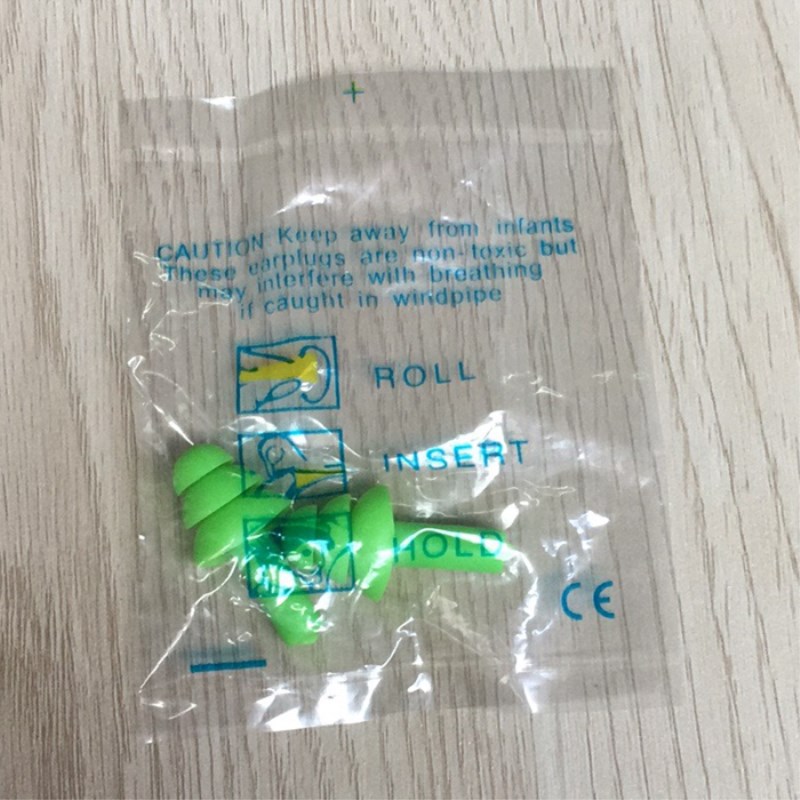 CAUTION Keep away from infants
These earplugs are non-toxic but
may interfere with breathing
if caught in windpipe
ROLL
INSERT
HOLD
CE